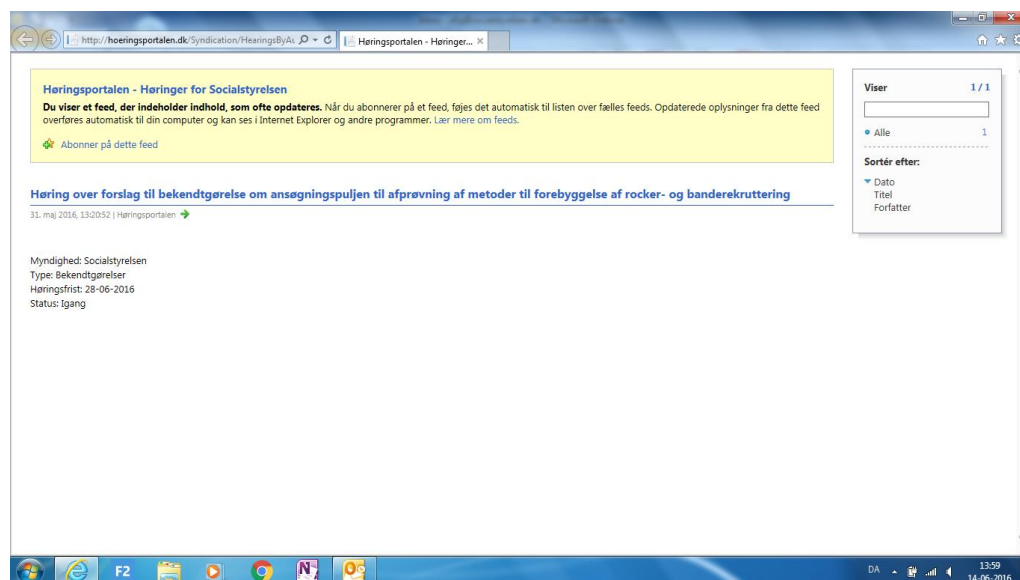 http://hoeringsportalen.dk/Syndication/HearingsByAu
Høringsportalen - Høringer...
Høringsportalen - Høringer for Socialstyrelsen
Du viser et feed, der indeholder indhold, som ofte opdateres. Når du abonnerer på et feed, føjes det automatisk til listen over fælles feeds. Opdaterede oplysninger fra dette feed
overføres automatisk til din computer og kan ses i Internet Explorer og andre programmer. Lær mere om feeds.
Abonner på dette feed
Høring over forslag til bekendtgørelse om ansøgningspuljen til afprøvning af metoder til forebyggelse af rocker- og banderekruttering
31. maj 2016, 13:20:52 | Høringsportalen
Myndighed: Socialstyrelsen
Type: Bekendtgørelser
Høringsfrist: 28-06-2016
Status: Igang
Viser 1 / 1
Alle 1
Sortér efter:
Dato
Titel
Forfatter
F2
DA
13:59
14-06-2016